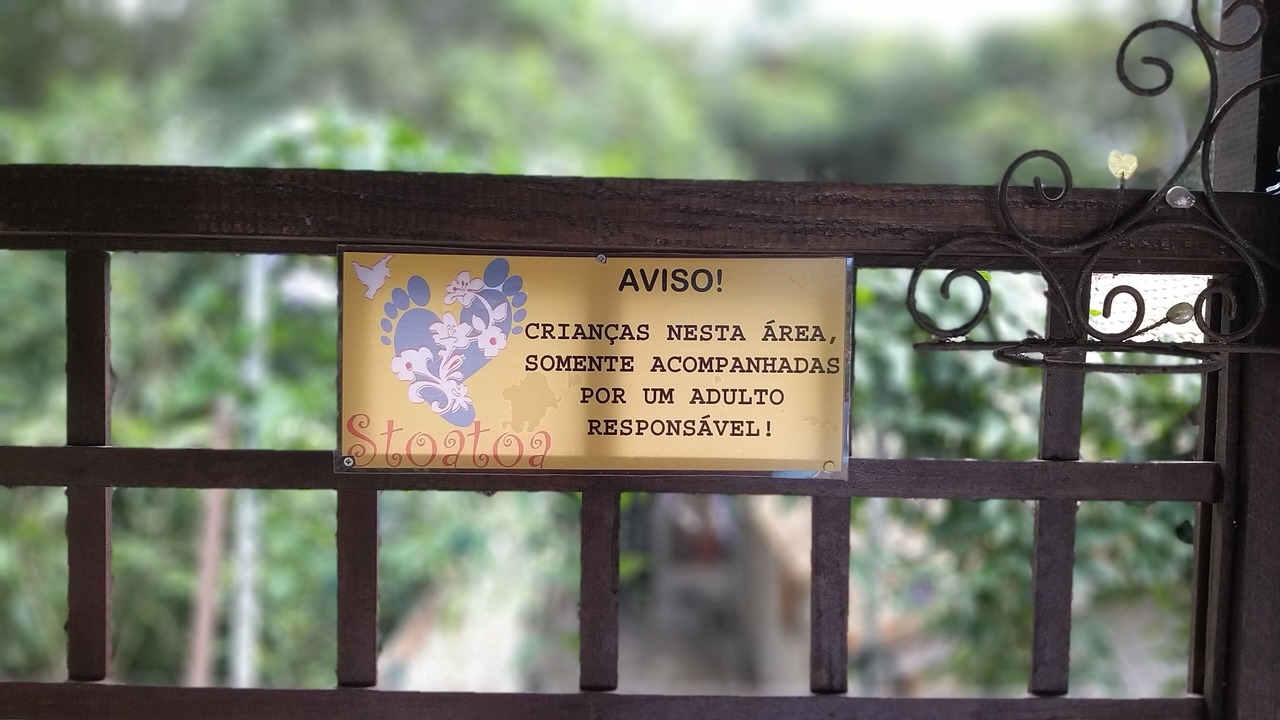 AVISO!
CRIANÇAS NESTA ÁREA,
SOMENTE ACOMPANHADAS
POR UM ADULTO
RESPONSÁVEL!
Stoatoa